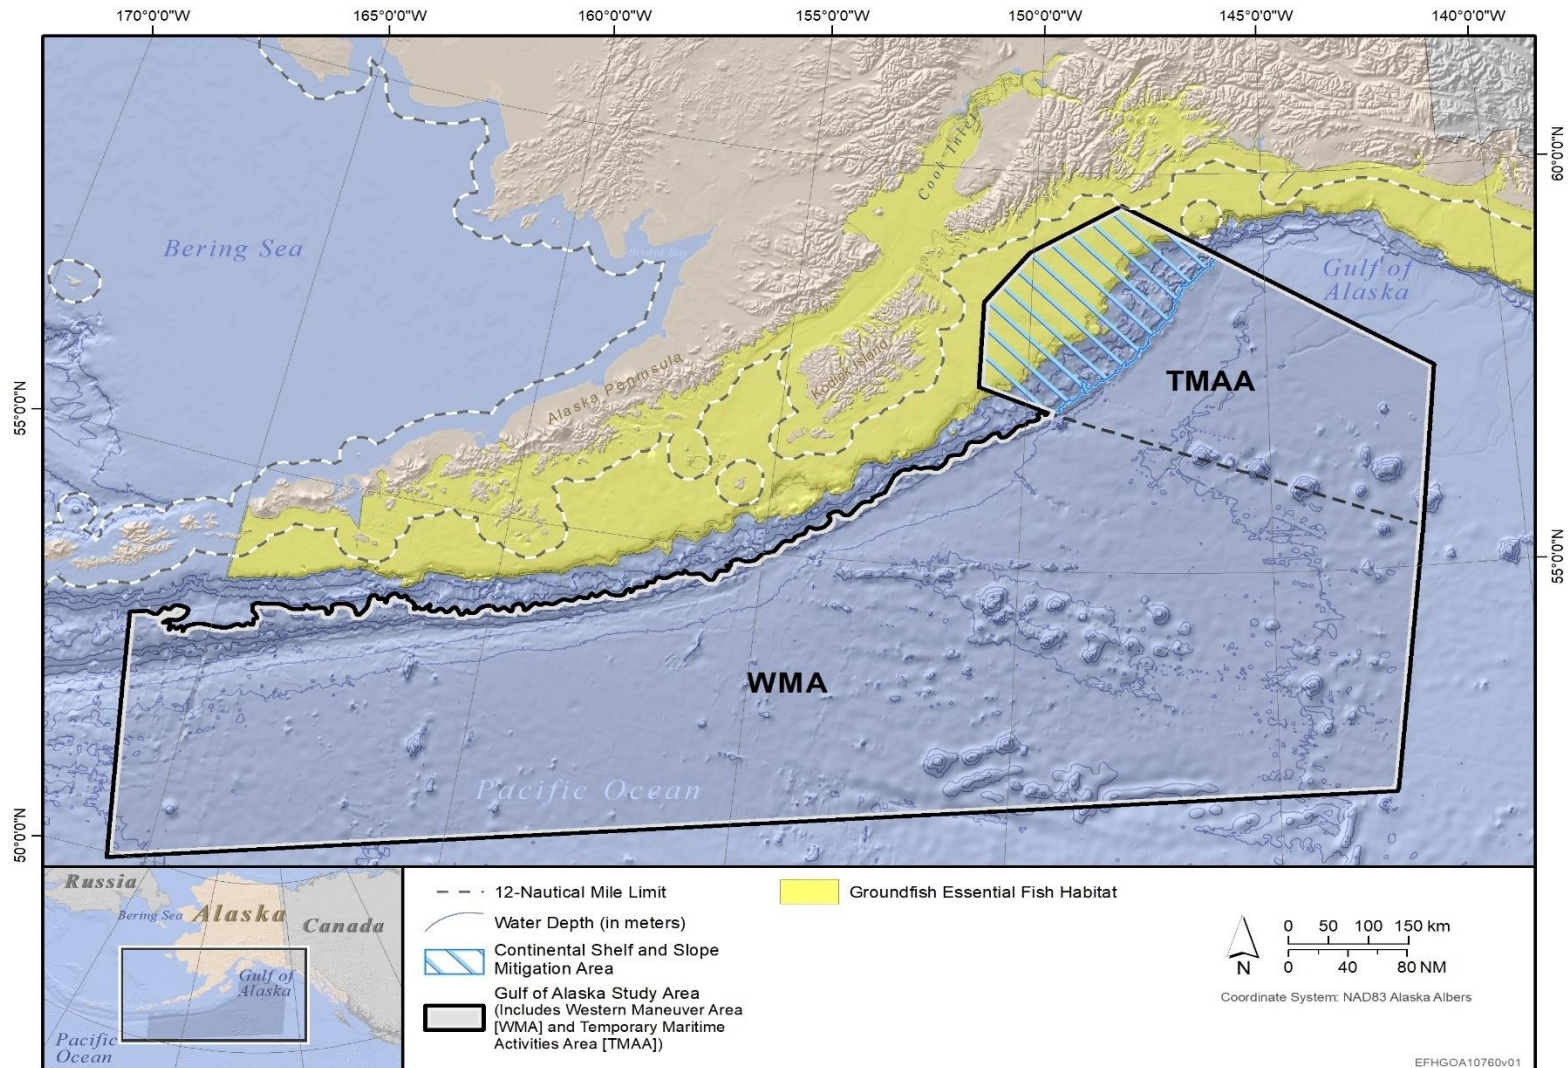 170°0'0"W
165°0'0"W
160°0'0"W
155°0'0"W
150°0'0"W
145°0'0"W
140°0'0"W
60°0'0"N
55°0'0"N
55°0'0"N
50°0'0"N
Bering Sea
Bristol Bay
Cook Inlet
Alaska Peninsula
Kodiak Island
Gulf of
Alaska
TMAA
WMA
Pacific Ocean
Russia
Bering Sea
Alaska
Canada
Gulf of
Alaska
Pacific
Ocean
12-Nautical Mile Limit
Water Depth (in meters)
Continental Shelf and Slope
Mitigation Area
Gulf of Alaska Study Area
(Includes Western Maneuver Area
[WMA] and Temporary Maritime
Activities Area [TMAA])
Groundfish Essential Fish Habitat
N
0 50 100 150 km
0 40 80 NM
Coordinate System: NAD83 Alaska Albers
EFHGOA10760v01